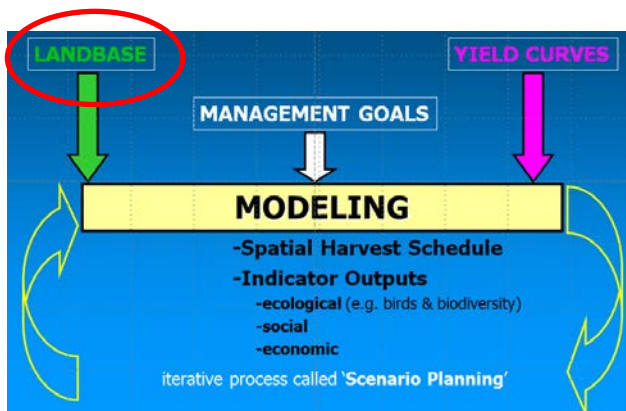 LANDBASE
YIELD CURVES
MANAGEMENT GOALS
MODELING
-Spatial Harvest Schedule
-Indicator Outputs
-ecological (e.g. birds & biodiversity)
-social
-economic
iterative process called ‘Scenario Planning’